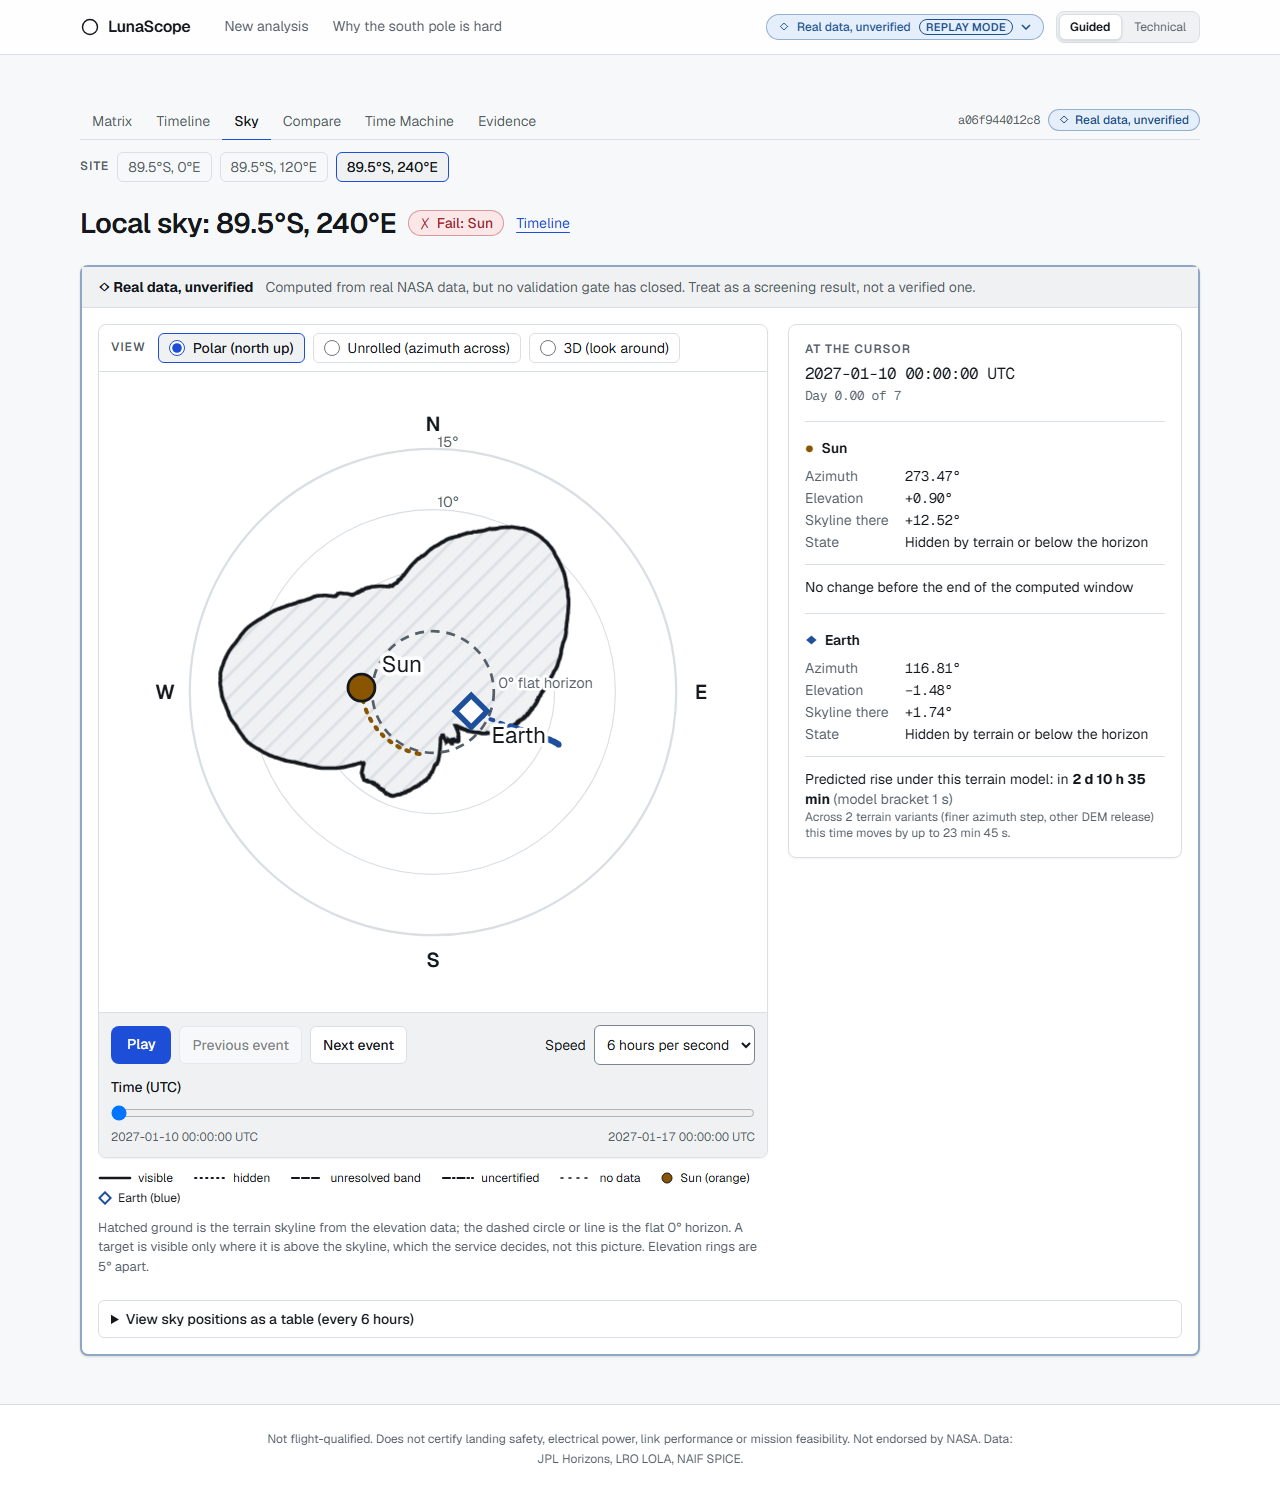 LunaScope
New analysis
Why the south pole is hard
◇ Real data, unverified REPLAY MODE
Guided
Technical
Matrix
Timeline
Sky
Compare
Time Machine
Evidence
a06f944012c8
◇ Real data, unverified
SITE
89.5°S, 0°E
89.5°S, 120°E
89.5°S, 240°E
Local sky: 89.5°S, 240°E
╳ Fail: Sun
Timeline
◇ Real data, unverified Computed from real NASA data, but no validation gate has closed. Treat as a screening result, not a verified one.
VIEW
Polar (north up)
Unrolled (azimuth across)
3D (look around)
N
15°
10°
Sun
0° flat horizon
W
E
Earth
S
Play
Previous event
Next event
Speed
6 hours per second
Time (UTC)
2027-01-10 00:00:00 UTC
2027-01-17 00:00:00 UTC
visible
hidden
unresolved band
uncertified
no data
Sun (orange)
Earth (blue)
Hatched ground is the terrain skyline from the elevation data; the dashed circle or line is the flat 0° horizon. A
target is visible only where it is above the skyline, which the service decides, not this picture. Elevation rings are
5° apart.
AT THE CURSOR
2027-01-10 00:00:00 UTC
Day 0.00 of 7
Sun
Azimuth 273.47°
Elevation +0.90°
Skyline there +12.52°
State Hidden by terrain or below the horizon
No change before the end of the computed window
Earth
Azimuth 116.81°
Elevation −1.48°
Skyline there +1.74°
State Hidden by terrain or below the horizon
Predicted rise under this terrain model: in 2 d 10 h 35
min (model bracket 1 s)
Across 2 terrain variants (finer azimuth step, other DEM release)
this time moves by up to 23 min 45 s.
▶ View sky positions as a table (every 6 hours)
Not flight-qualified. Does not certify landing safety, electrical power, link performance or mission feasibility. Not endorsed by NASA. Data:
JPL Horizons, LRO LOLA, NAIF SPICE.